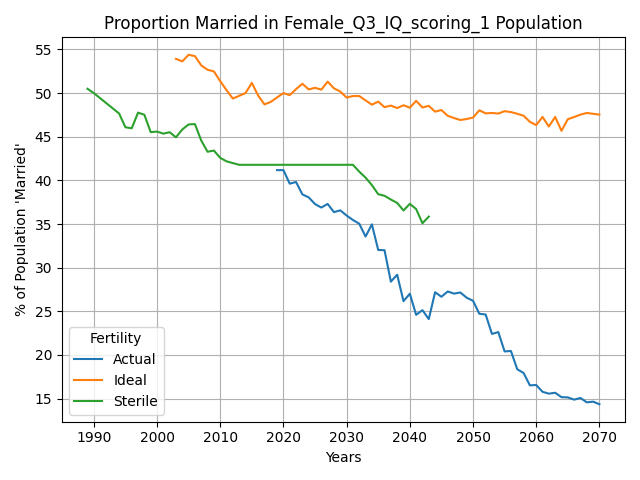 Proportion Married in Female_Q3_IQ_scoring_1 Population
% of Population 'Married'
55
50
45
40
35
30
25
20
15
Fertility
Actual
Ideal
Sterile
1990 2000 2010 2020 2030 2040 2050 2060 2070
Years